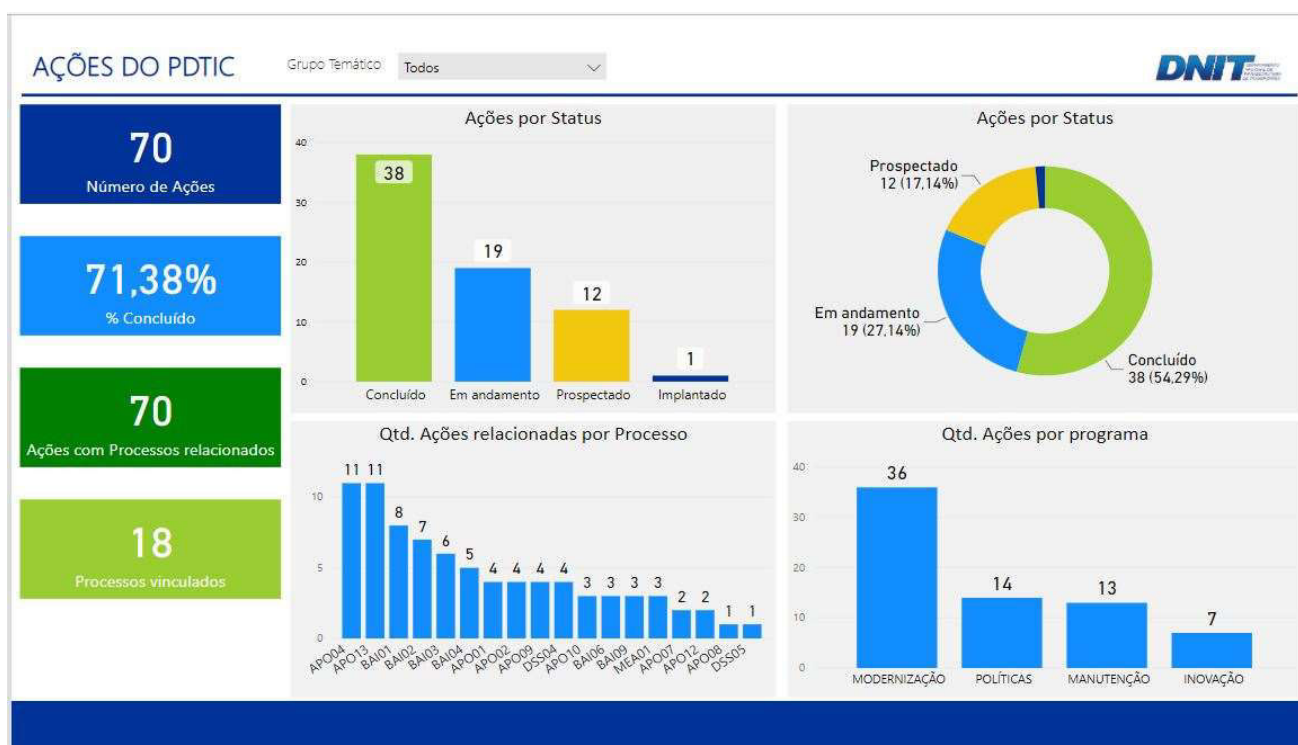 AÇÕES DO PDTIC
Grupo Temático
Todos
DNIT
70
Número de Ações
71,38%
% Concluído
70
Ações com Processos relacionados
18
Processos vinculados
Ações por Status
40
30
20
10
0
38
19
12
1
Concluído
Em andamento
Prospectado
Implantado
Ações por Status
Prospectado
12 (17,14%)
Em andamento
19 (27,14%)
Concluído
38 (54,29%)
Qtd. Ações relacionadas por Processo
10
5
0
11 11 8 7 6 5 4 4 4 4 3 3 3 3 2 2 1 1
APO04
APO13
BAI01
BAI02
BAI03
BAI04
APO01
APO02
APO09
DSS04
APO10
BAI06
BAI09
MEA01
APO07
APO12
APO08
DSS05
Qtd. Ações por programa
40
30
20
10
0
36
14
13
7
MODERNIZAÇÃO
POLÍTICAS
MANUTENÇÃO
INOVAÇÃO